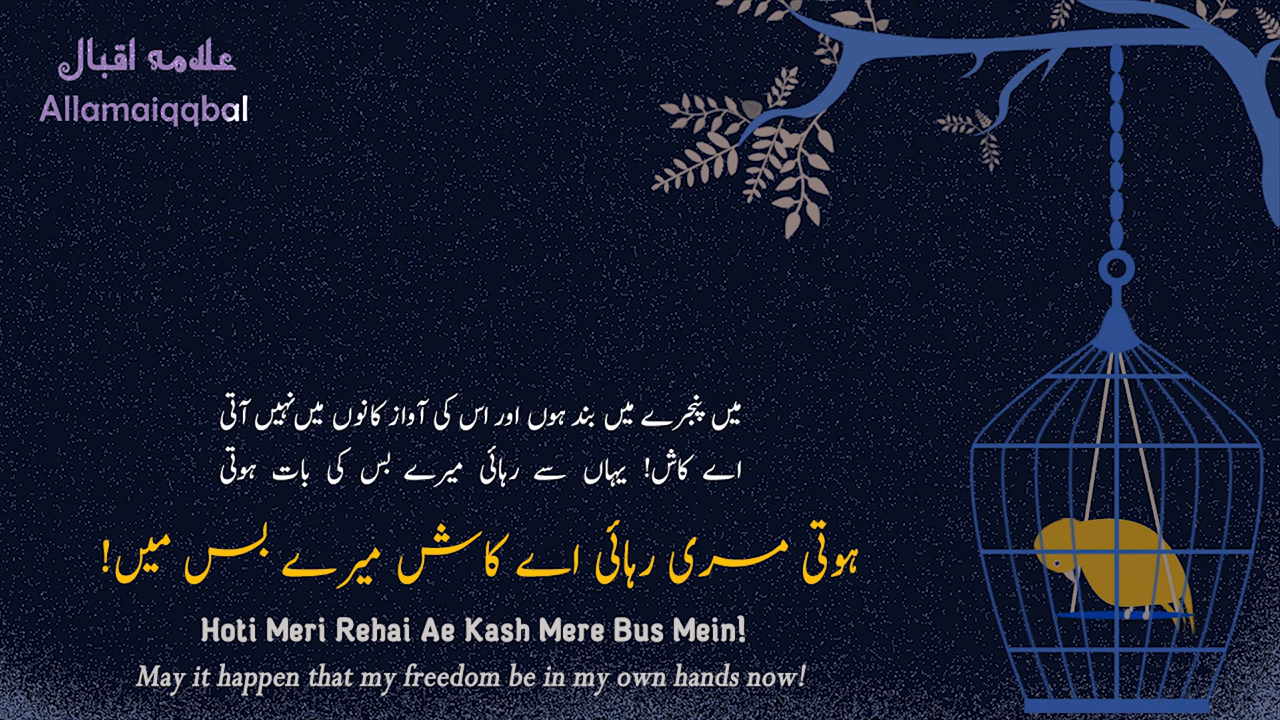 علامہ اقبال
Allamaiqqbal
میں پنجرے میں بند ہوں اور اس کی آواز کانوں میں نہیں آتی
اے کاش! یہاں سے رہائی میرے بس کی بات ہوتی
ہوتی مری رہائی اے کاش میرے بس میں!
Hoti Meri Rehai Ae Kash Mere Bus Mein!
May it happen that my freedom be in my own hands now!